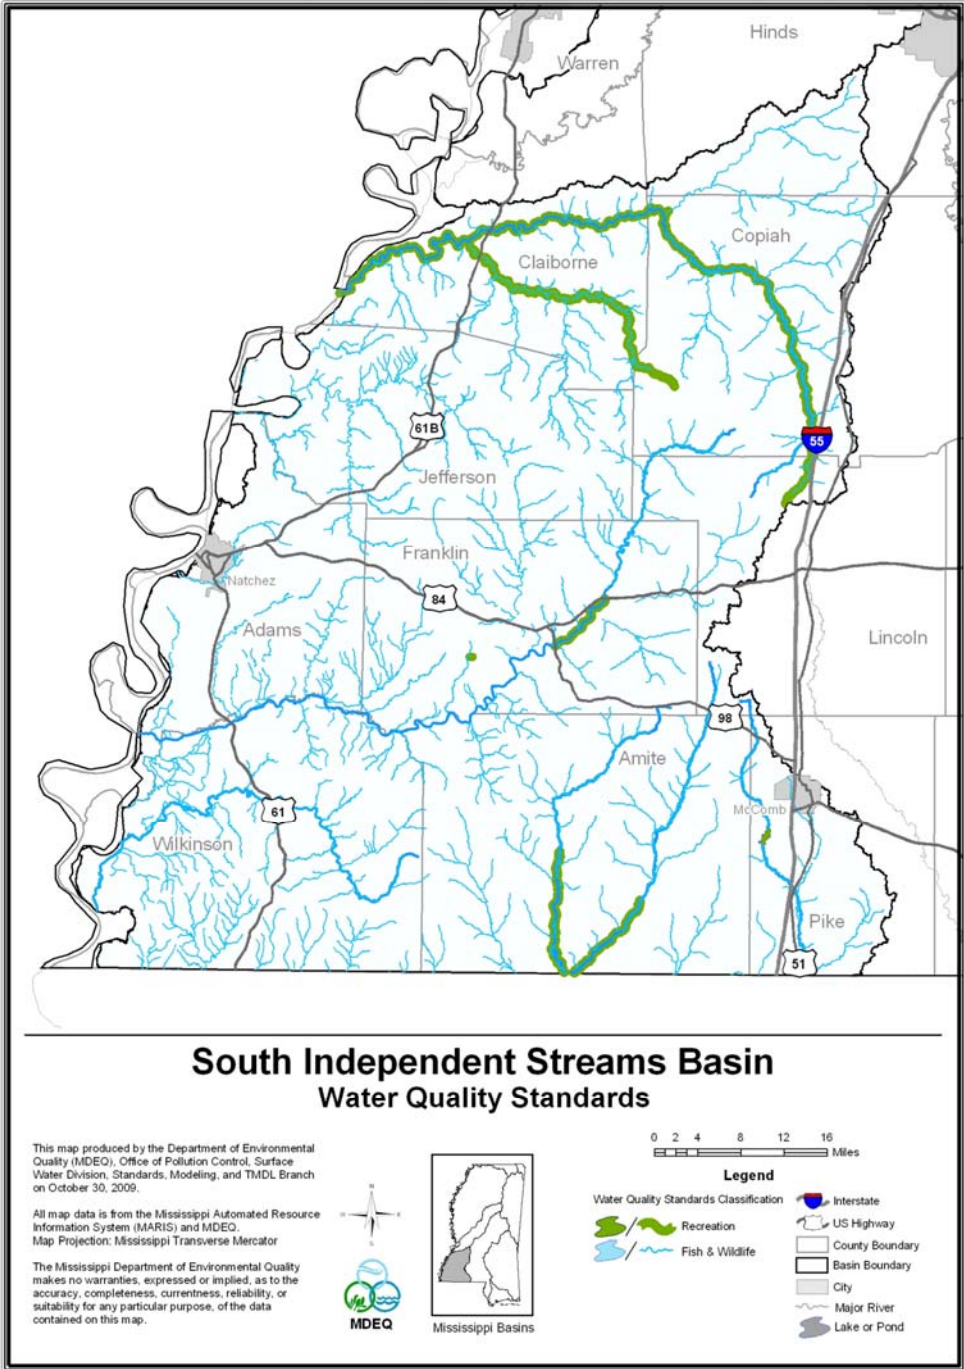 Hinds
Warren
Copiah
Claiborne
55
61B
Jefferson
Franklin
Natchez
84
Adams
Lincoln
98
Amite
McComb
61
Wilkinson
Pike
51
South Independent Streams Basin
Water Quality Standards
This map produced by the Department of Environmental
Quality (MDEQ), Office of Pollution Control, Surface
Water Division, Standards, Modeling, and TMDL Branch
on October 30, 2009.
All map data is from the Mississippi Automated Resource
Information System (MARIS) and MDEQ.
Map Projection: Mississippi Transverse Mercator
The Mississippi Department of Environmental Quality
makes no warranties, expressed or implied, as to the
accuracy, completeness, currentness, reliability, or
suitability for any particular purpose, of the data
contained on this map.
N
W E
S
MDEQ
Mississippi Basins
0 2 4 8 12 16
Miles
Legend
Water Quality Standards Classification
/ Recreation
/ Fish & Wildlife
Interstate
US Highway
County Boundary
Basin Boundary
City
Major River
Lake or Pond